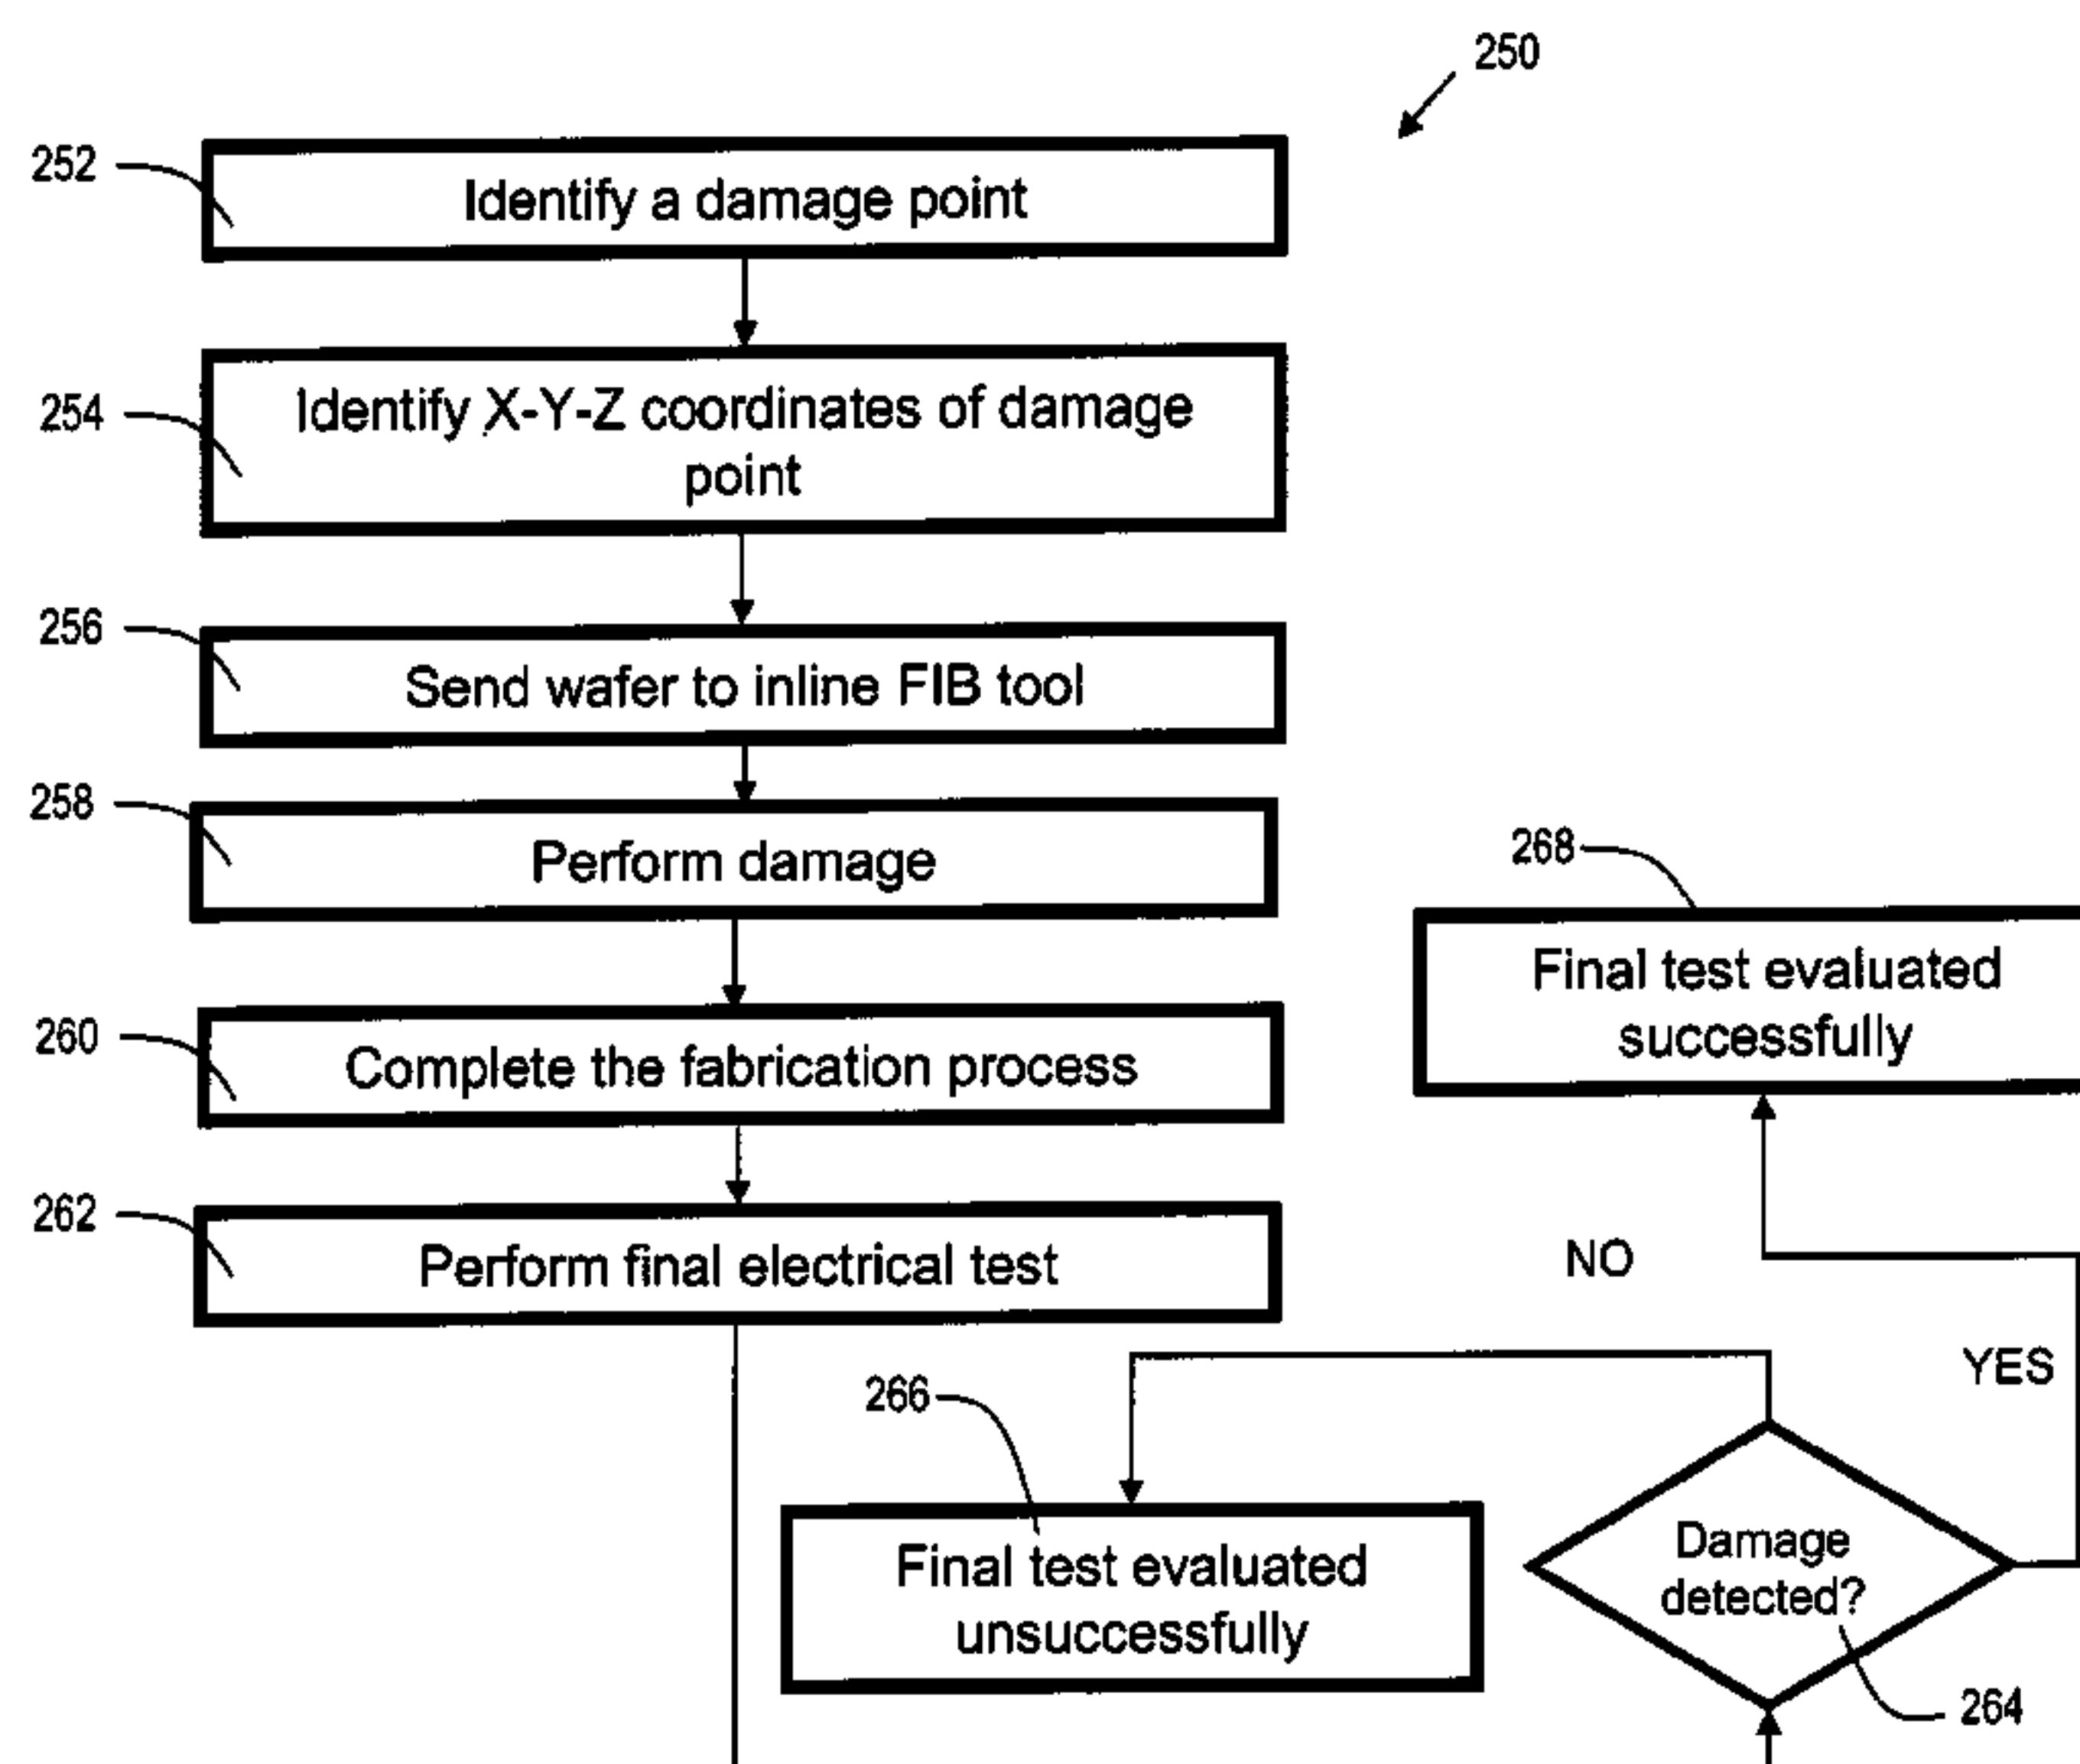 250
252
Identify a damage point
254
Identify X-Y-Z coordinates of damage
point
256
Send wafer to inline FIB tool
258
Perform damage
260
Complete the fabrication process
262
Perform final electrical test
268
Final test evaluated
successfully
NO
YES
266
Final test evaluated
unsuccessfully
Damage
detected?
264